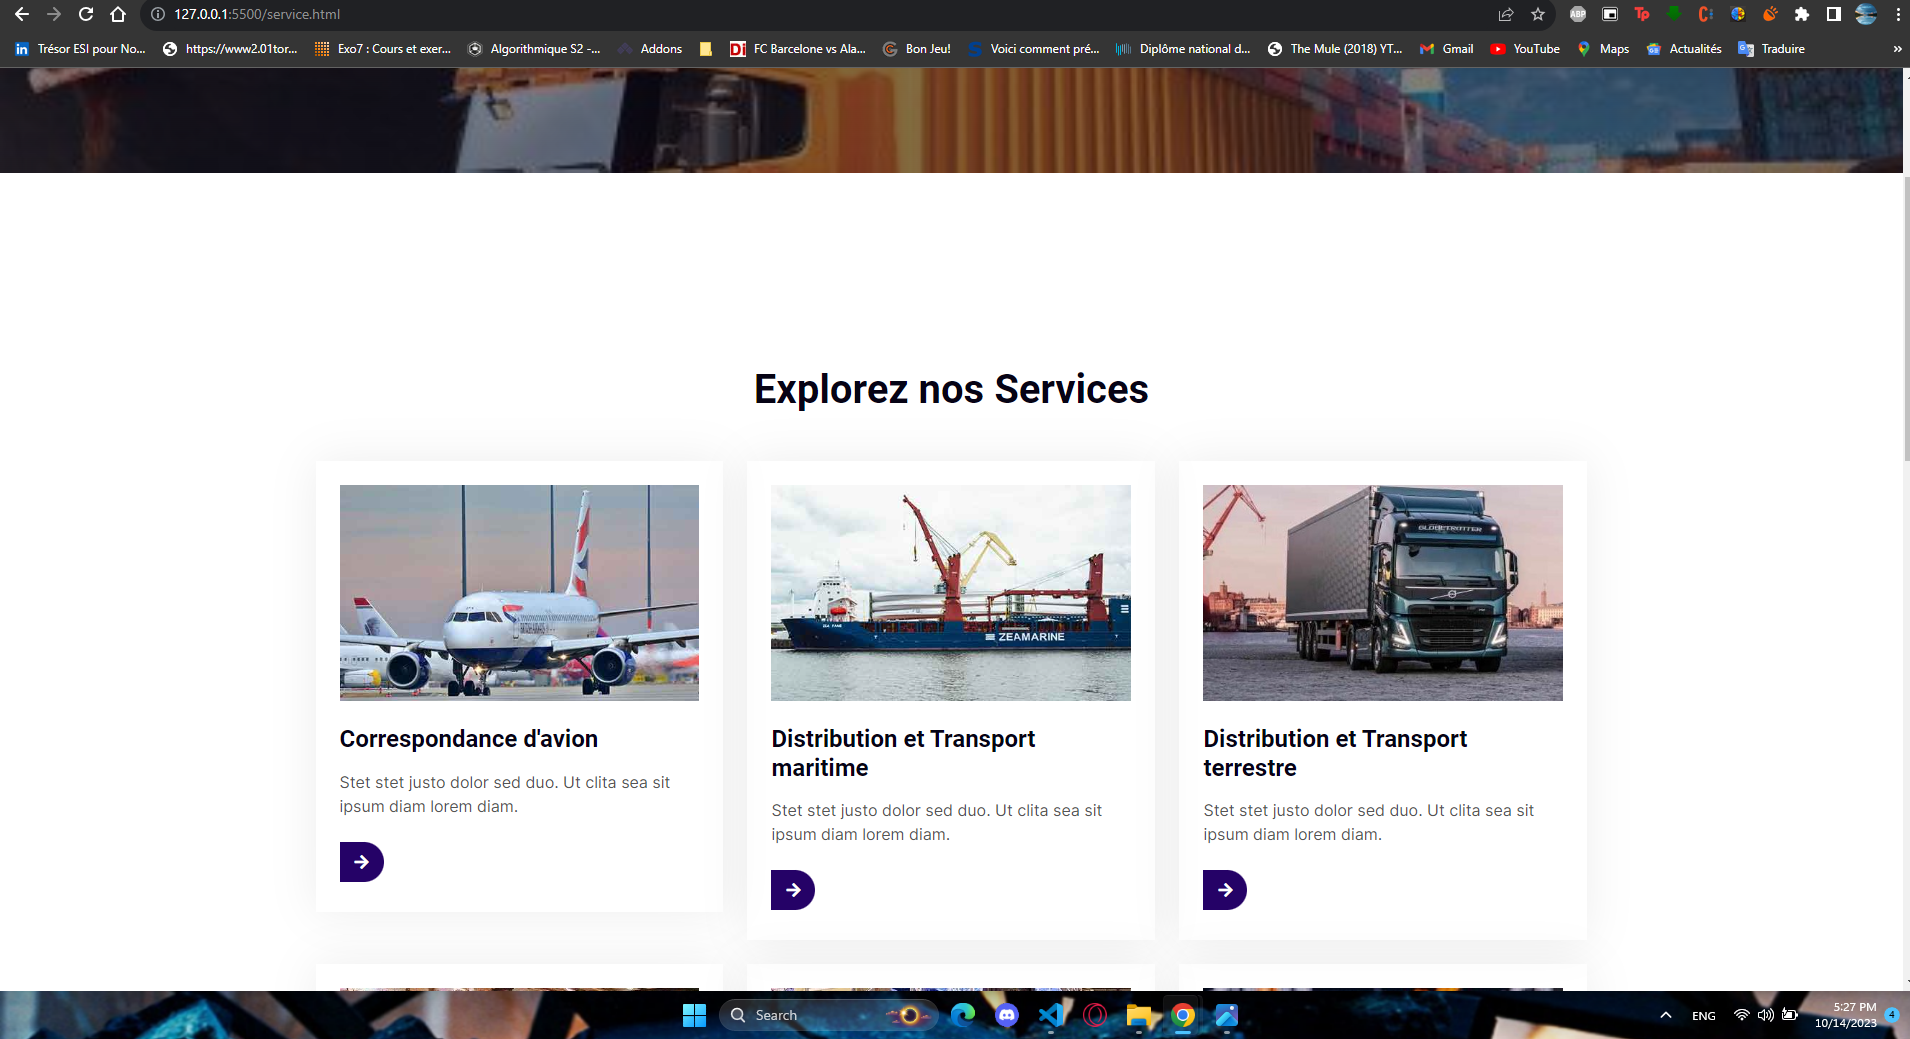 127.0.0.1:5500/service.html
Trésor ESI pour No...
https://www2.01tor...
Exo7 : Cours et exer...
Algorithmique S2 -...
Addons
FC Barcelone vs Ala...
Bon Jeu!
Voici comment pré...
Diplôme national d...
The Mule (2018) YT...
Gmail
YouTube
Maps
Actualités
Traduire
»
Explorez nos Services
GLOBETROTTER
ZEAMARINE
Correspondance d'avion
Stet stet justo dolor sed duo. Ut clita sea sit
ipsum diam lorem diam.
Distribution et Transport
maritime
Stet stet justo dolor sed duo. Ut clita sea sit
ipsum diam lorem diam.
Distribution et Transport
terrestre
Stet stet justo dolor sed duo. Ut clita sea sit
ipsum diam lorem diam.
Search
ENG
5:27 PM
10/14/2023
4